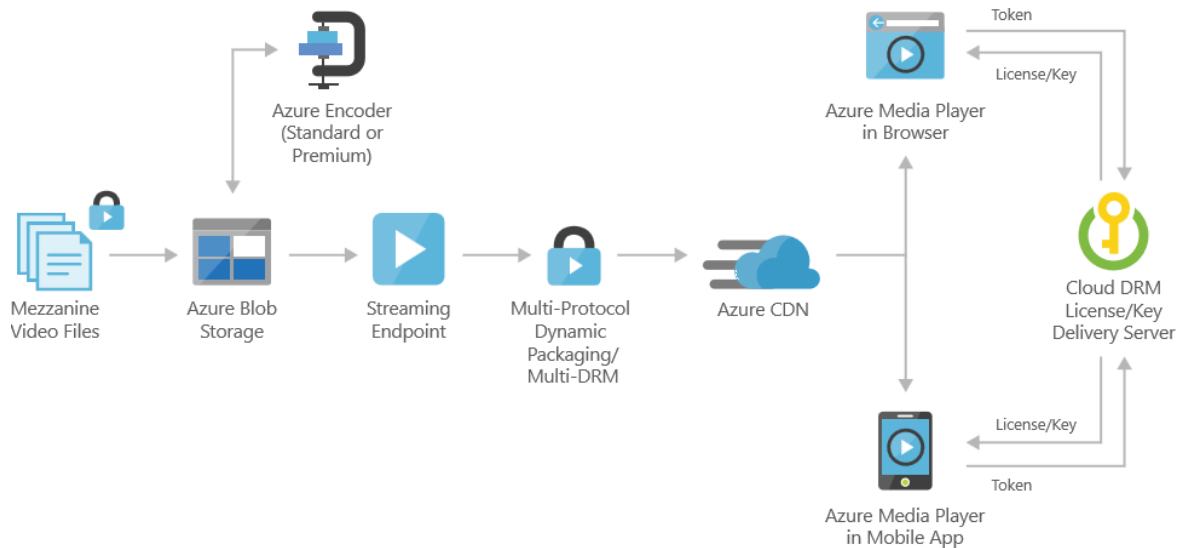 Token
License/Key
Azure Encoder
(Standard or
Premium)
Azure Media Player
in Browser
Mezzanine
Video Files
Azure Blob
Storage
Streaming
Endpoint
Multi-Protocol
Dynamic
Packaging/
Multi-DRM
Azure CDN
Cloud DRM
License/Key
Delivery Server
License/Key
Token
Azure Media Player
in Mobile App